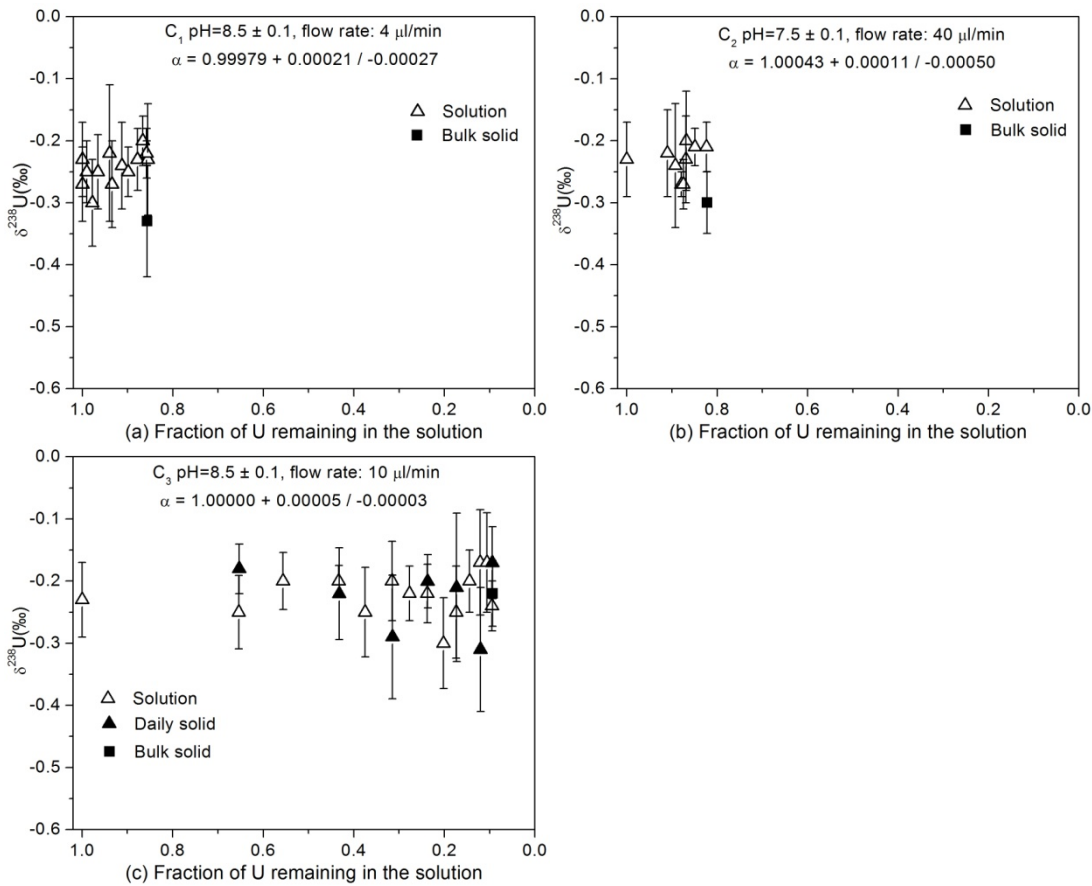 C₁ pH=8.5 ± 0.1, flow rate: 4 μl/min
α = 0.99979 + 0.00021 / -0.00027
Solution
Bulk solid
δ²³⁸U(‰)
0.0
-0.1
-0.2
-0.3
-0.4
-0.5
-0.6
1.0 0.8 0.6 0.4 0.2 0.0
(a) Fraction of U remaining in the solution
C₂ pH=7.5 ± 0.1, flow rate: 40 μl/min
α = 1.00043 + 0.00011 / -0.00050
Solution
Bulk solid
δ²³⁸U(‰)
0.0
-0.1
-0.2
-0.3
-0.4
-0.5
-0.6
1.0 0.8 0.6 0.4 0.2 0.0
(b) Fraction of U remaining in the solution
C₃ pH=8.5 ± 0.1, flow rate: 10 μl/min
α = 1.00000 + 0.00005 / -0.00003
δ²³⁸U(‰)
0.0
-0.1
-0.2
-0.3
-0.4
-0.5
-0.6
Solution
Daily solid
Bulk solid
1.0 0.8 0.6 0.4 0.2 0.0
(c) Fraction of U remaining in the solution